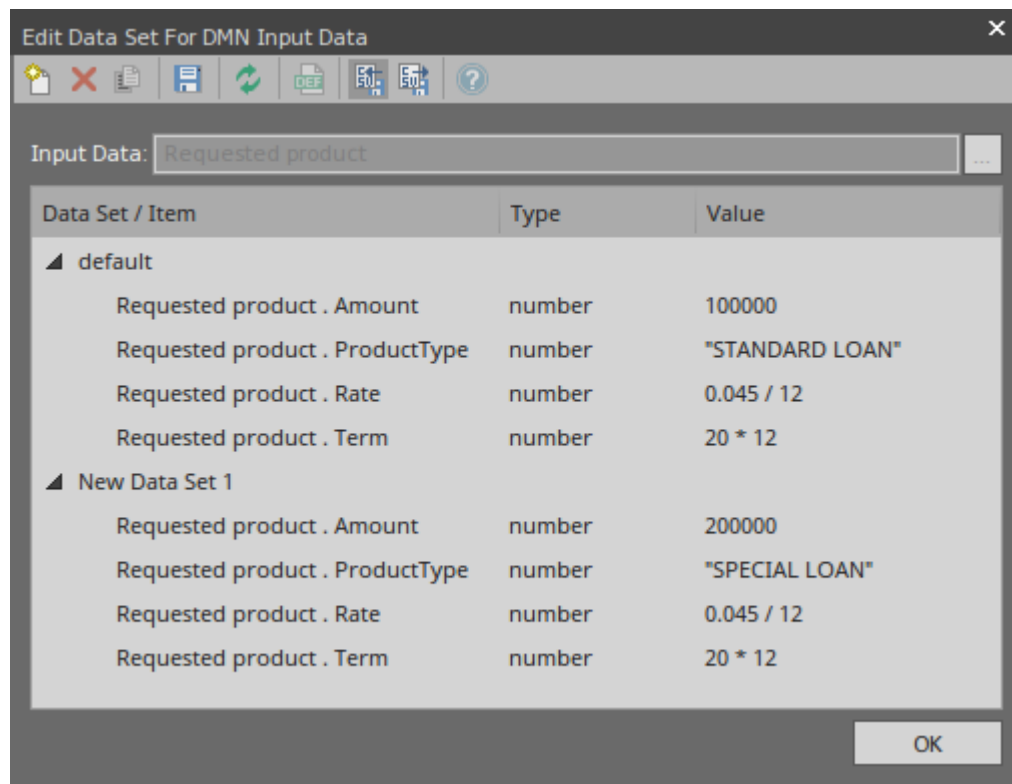 Edit Data Set For DMN Input Data
DEF
Input Data: Requested product ...
Data Set / Item Type Value
default
Requested product . Amount number 100000
Requested product . ProductType number "STANDARD LOAN"
Requested product . Rate number 0.045 / 12
Requested product . Term number 20 * 12
New Data Set 1
Requested product . Amount number 200000
Requested product . ProductType number "SPECIAL LOAN"
Requested product . Rate number 0.045 / 12
Requested product . Term number 20 * 12
OK